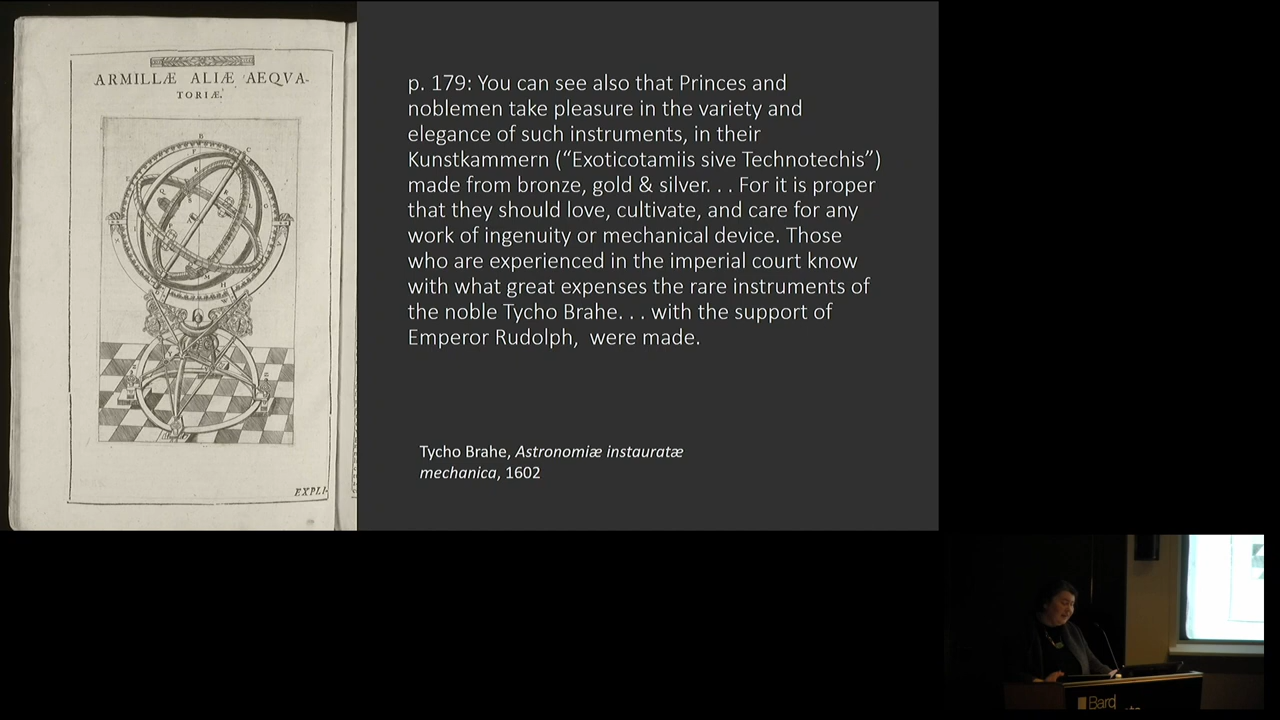 ARMILLÆ ALIÆ AEQVA-
TORIÆ.
EXPLI-
p. 179: You can see also that Princes and
noblemen take pleasure in the variety and
elegance of such instruments, in their
Kunstkammern (“Exoticotamiis sive Technotechis”)
made from bronze, gold & silver. . . For it is proper
that they should love, cultivate, and care for any
work of ingenuity or mechanical device. Those
who are experienced in the imperial court know
with what great expenses the rare instruments of
the noble Tycho Brahe. . . with the support of
Emperor Rudolph,  were made.
Tycho Brahe, Astronomiæ instauratæ
mechanica, 1602
Bard